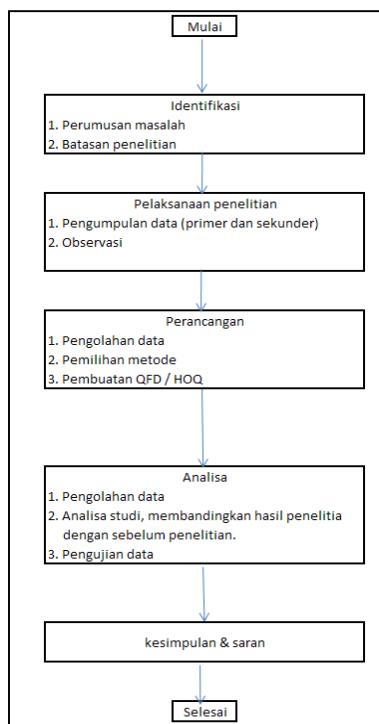 Mulai
Identifikasi
1. Perumusan masalah
2. Batasan penelitian
Pelaksanaan penelitian
1. Pengumpulan data (primer dan sekunder)
2. Observasi
Perancangan
1. Pengolahan data
2. Pemilihan metode
3. Pembuatan QFD / HOQ
Analisa
1. Pengolahan data
2. Analisa studi, membandingkan hasil penelitia
dengan sebelum penelitian.
3. Pengujian data
kesimpulan & saran
Selesai